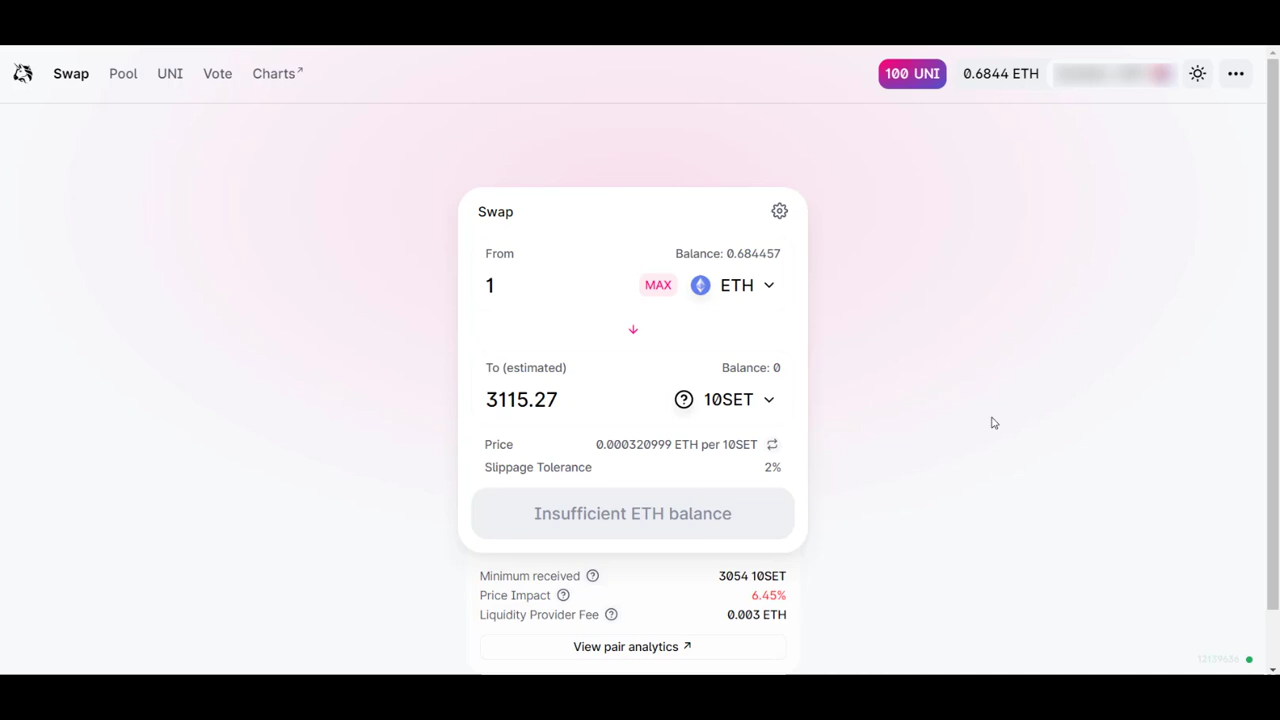 Swap Pool UNI Vote Charts↗ 100 UNI 0.6844 ETH
Swap
From Balance: 0.684457
1 MAX ETH
To (estimated) Balance: 0
3115.27 10SET
Price 0.000320999 ETH per 10SET
Slippage Tolerance 2%
Insufficient ETH balance
Minimum received 3054 10SET
Price Impact 6.45%
Liquidity Provider Fee 0.003 ETH
View pair analytics ↗